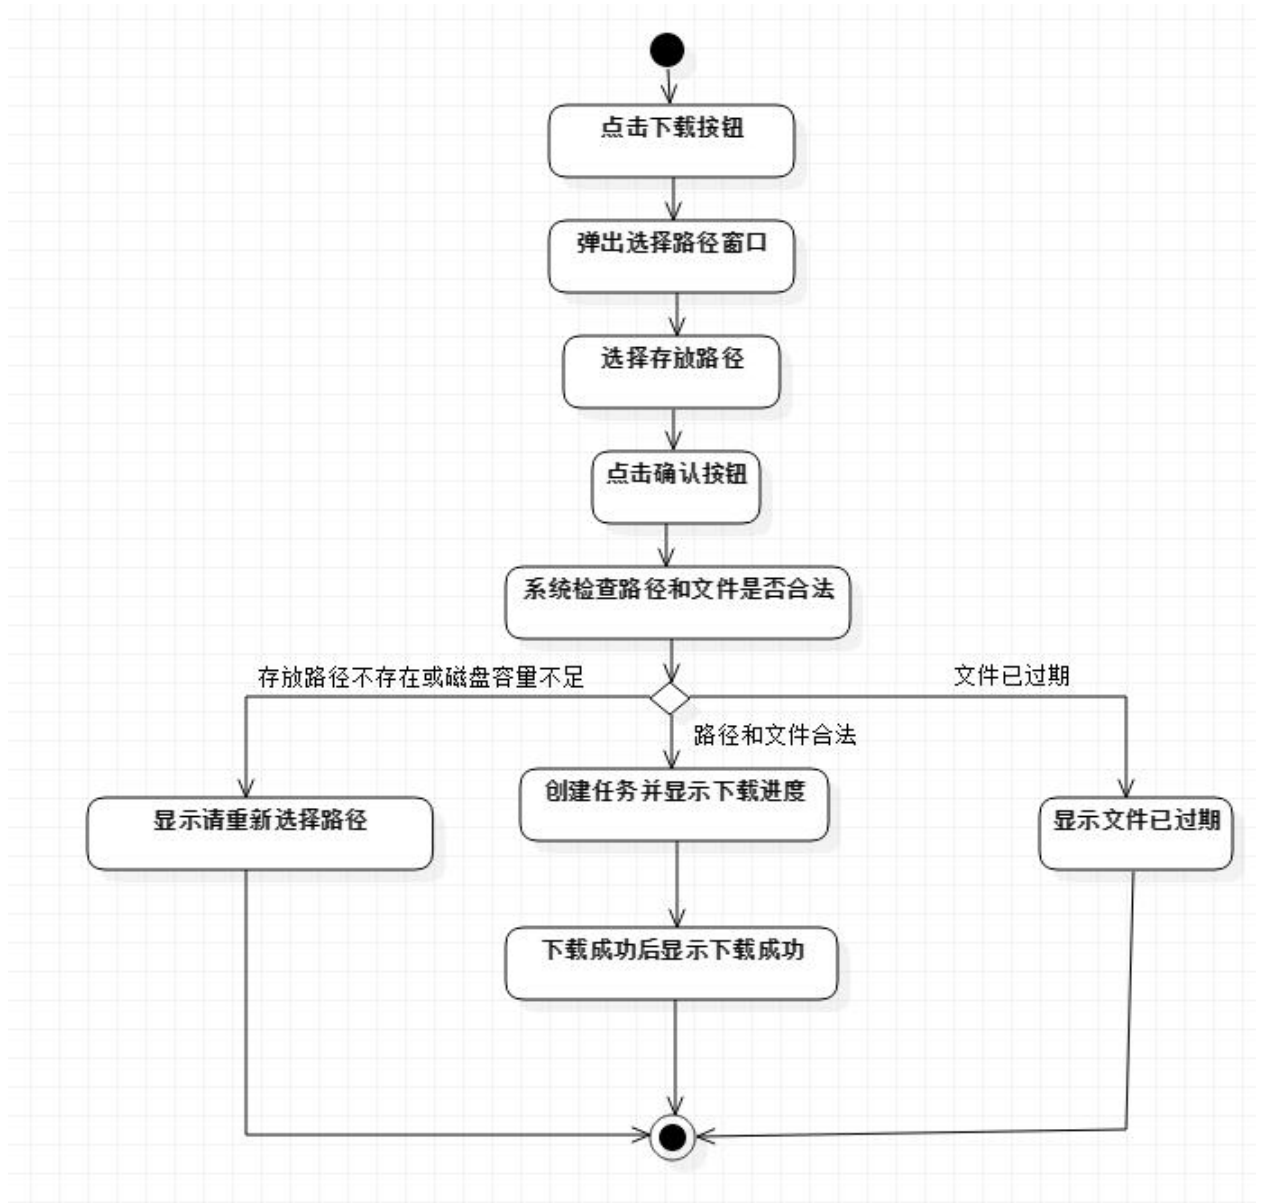 点击下载按钮
弹出选择路径窗口
选择存放路径
点击确认按钮
系统检查路径和文件是否合法
存放路径不存在或磁盘容量不足
文件已过期
路径和文件合法
创建任务并显示下载进度
显示请重新选择路径
显示文件已过期
下载成功后显示下载成功